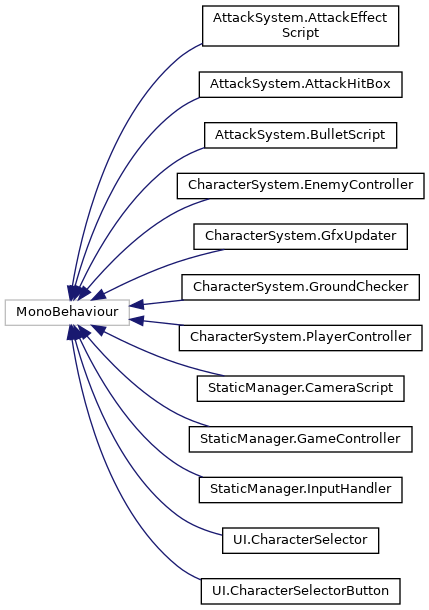 AttackSystem.AttackEffect
Script
AttackSystem.AttackHitBox
AttackSystem.BulletScript
CharacterSystem.EnemyController
CharacterSystem.GfxUpdater
CharacterSystem.GroundChecker
MonoBehaviour
CharacterSystem.PlayerController
StaticManager.CameraScript
StaticManager.GameController
StaticManager.InputHandler
UI.CharacterSelector
UI.CharacterSelectorButton